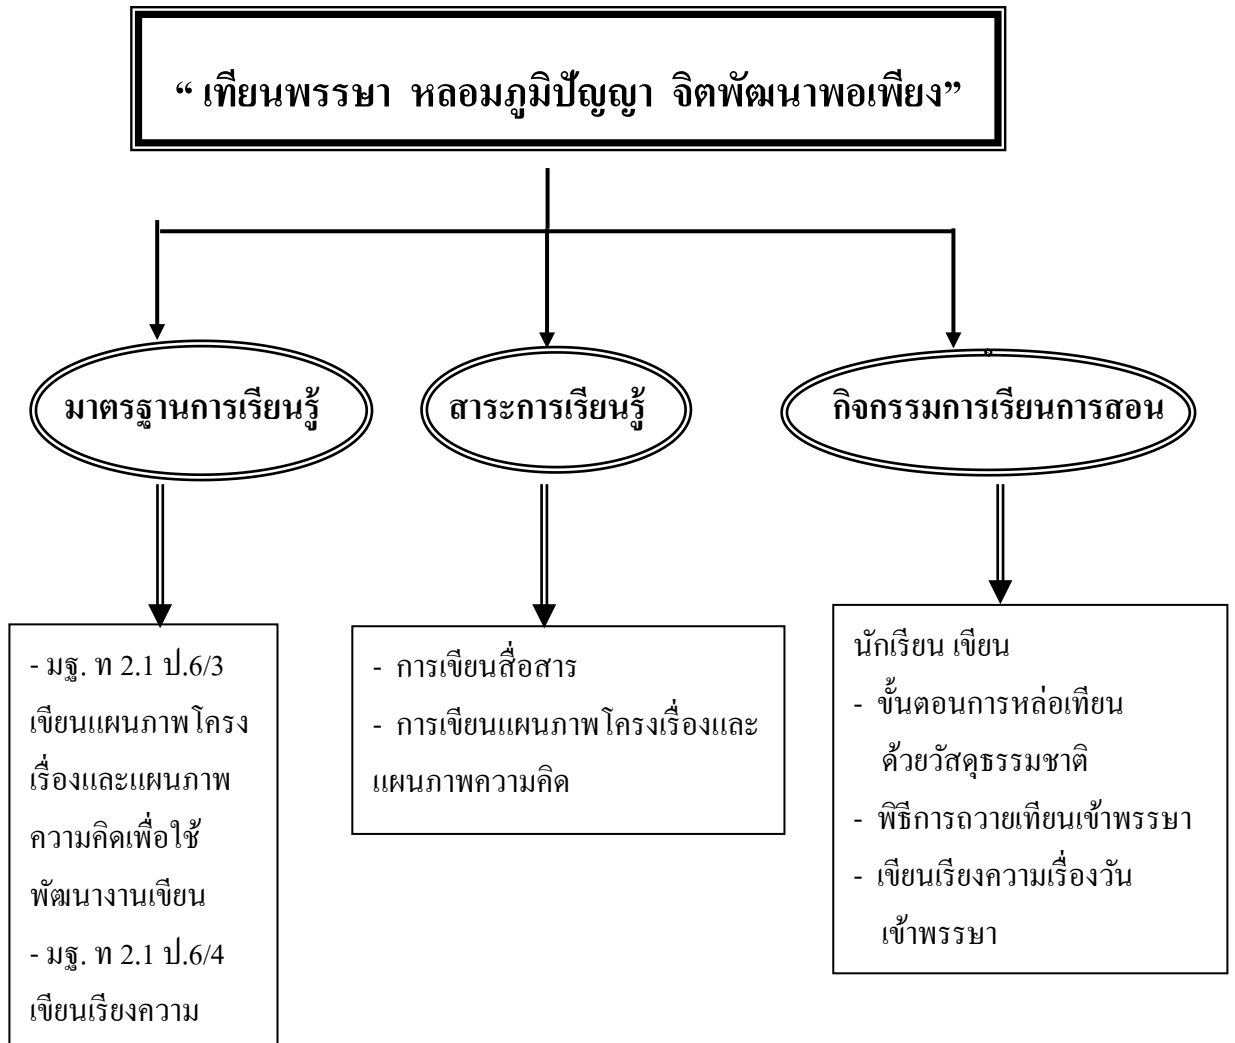 “ เทียนพรรษา หลอมภูมิปัญญา จิตพัฒนาพอเพียง”
มาตรฐานการเรียนรู้
สาระการเรียนรู้
กิจกรรมการเรียนการสอน
- มฐ. ท 2.1 ป.6/3
เขียนแผนภาพโครง
เรื่องและแผนภาพ
ความคิดเพื่อใช้
พัฒนางานเขียน
- มฐ. ท 2.1 ป.6/4
เขียนเรียงความ
- การเขียนสื่อสาร
- การเขียนแผนภาพโครงเรื่องและ
แผนภาพความคิด
นักเรียน เขียน
- ขั้นตอนการหล่อเทียน
ด้วยวัสดุธรรมชาติ
- พิธีการถวายเทียนเข้าพรรษา
- เขียนเรียงความเรื่องวัน
เข้าพรรษา